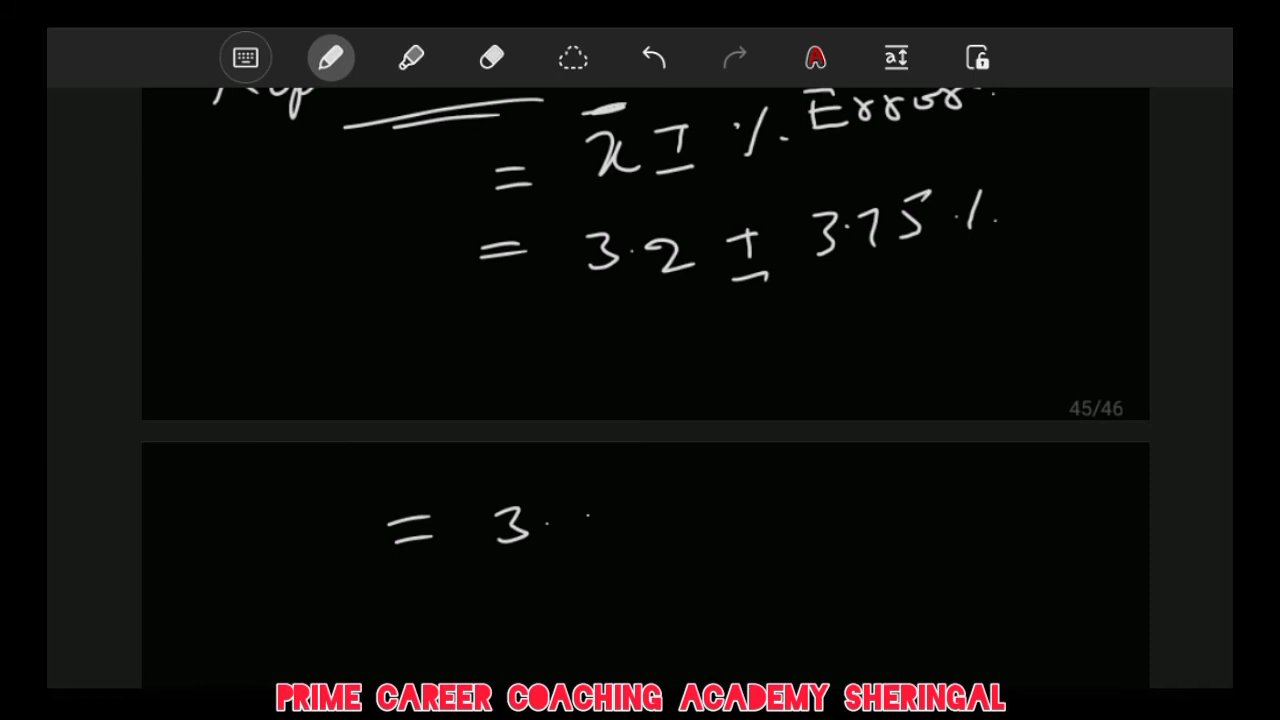 = x̄ ± % Error.
= 3.2 ± 3.75 %
45/46
= 3.
PRIME CAREER COACHING ACADEMY SHERINGAL